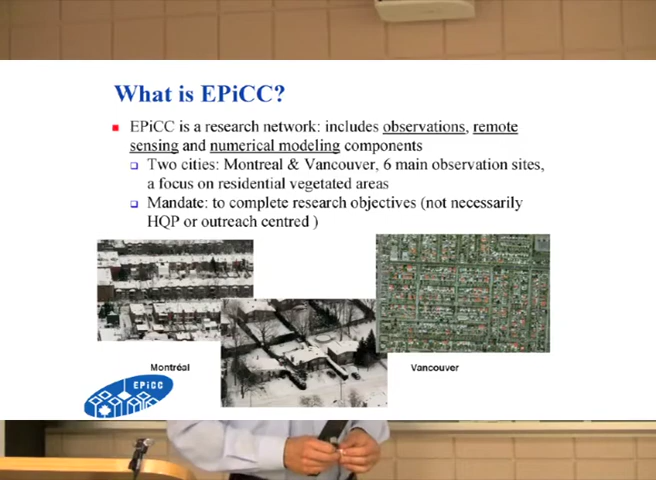 What is EPiCC?
EPiCC is a research network: includes observations, remote
sensing and numerical modeling components
Two cities: Montreal & Vancouver, 6 main observation sites,
a focus on residential vegetated areas
Mandate: to complete research objectives (not necessarily
HQP or outreach centred )
Montréal
Vancouver
EPiCC